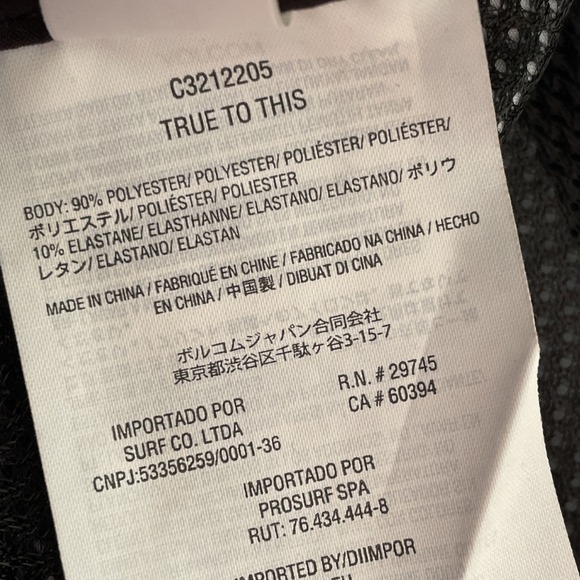 C3212205
TRUE TO THIS
BODY: 90% POLYESTER/ POLYESTER/ POLIÉSTER/ POLIÉSTER/
ポリエステル/ POLIÉSTER/ POLIESTER
10% ELASTANE/ ELASTHANNE/ ELASTANO/ ELASTANO/ ポリウ
レタン/ ELASTANO/ ELASTAN
MADE IN CHINA / FABRIQUÉ EN CHINE / FABRICADO NA CHINA / HECHO
EN CHINA / 中国製 / DIBUAT DI CINA
ボルコムジャパン合同会社
東京都渋谷区千駄ヶ谷3-15-7
R.N. # 29745
CA # 60394
IMPORTADO POR
SURF CO. LTDA
CNPJ:53356259/0001-36
IMPORTADO POR
PROSURF SPA
RUT: 76.434.444-8
IMPORTED BY/DIIMPOR